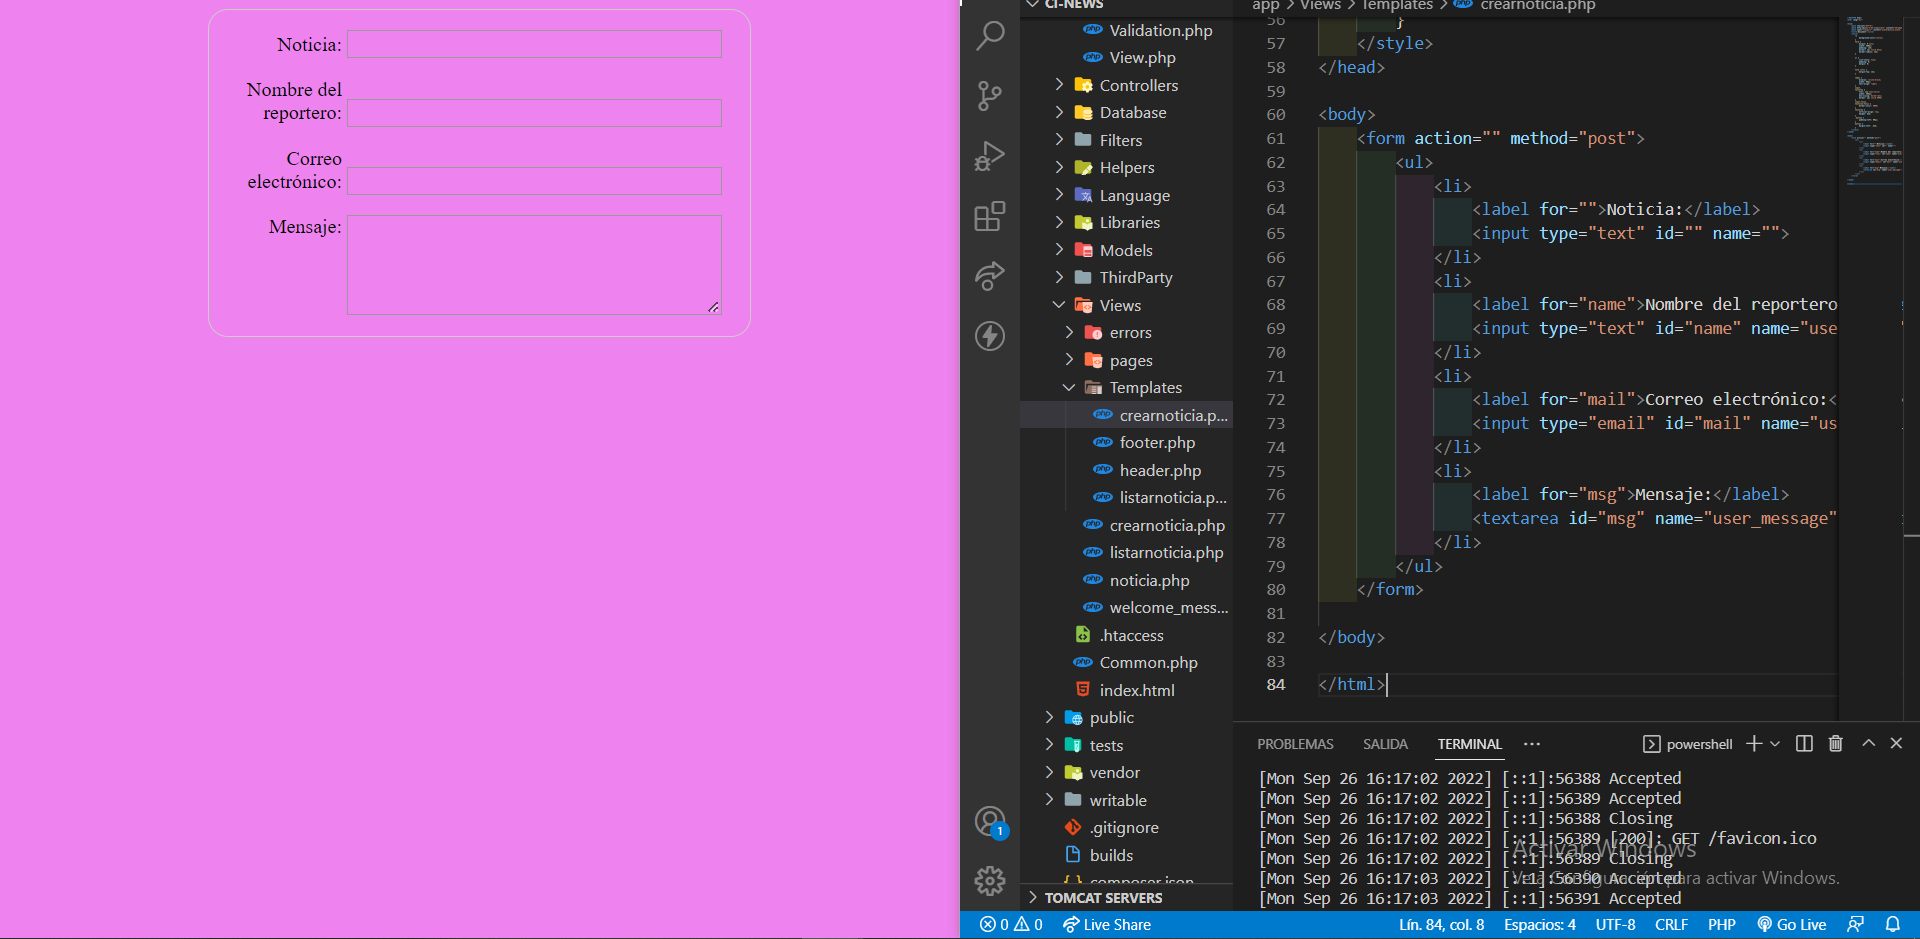 Noticia:
Nombre del
reportero:
Correo
electrónico:
Mensaje:
CI-NEWS
Validation.php
View.php
Controllers
Database
Filters
Helpers
Language
Libraries
Models
ThirdParty
Views
errors
pages
Templates
crearnoticia.p...
footer.php
header.php
listarnoticia.p...
crearnoticia.php
listarnoticia.php
noticia.php
welcome_mess...
.htaccess
Common.php
index.html
public
tests
vendor
writable
.gitignore
builds
composer.json
TOMCAT SERVERS
app > Views > Templates > crearnoticia.php
56 }
57 </style>
58 </head>
59
60 <body>
61 <form action="" method="post">
62 <ul>
63 <li>
64 <label for="">Noticia:</label>
65 <input type="text" id="" name="">
66 </li>
67 <li>
68 <label for="name">Nombre del reportero
69 <input type="text" id="name" name="use
70 </li>
71 <li>
72 <label for="mail">Correo electrónico:<
73 <input type="email" id="mail" name="us
74 </li>
75 <li>
76 <label for="msg">Mensaje:</label>
77 <textarea id="msg" name="user_message"
78 </li>
79 </ul>
80 </form>
81
82 </body>
83
84 </html>
PROBLEMAS SALIDA TERMINAL ... powershell
[Mon Sep 26 16:17:02 2022] [::1]:56388 Accepted
[Mon Sep 26 16:17:02 2022] [::1]:56389 Accepted
[Mon Sep 26 16:17:02 2022] [::1]:56388 Closing
[Mon Sep 26 16:17:02 2022] [::1]:56389 [200]: GET /favicon.ico
[Mon Sep 26 16:17:02 2022] [::1]:56389 Closing
[Mon Sep 26 16:17:03 2022] [::1]:56390 Accepted
[Mon Sep 26 16:17:03 2022] [::1]:56391 Accepted
Activar Windows
Ve a Configuración para activar Windows.
1
0 0 Live Share Lín. 84, col. 8 Espacios: 4 UTF-8 CRLF PHP Go Live